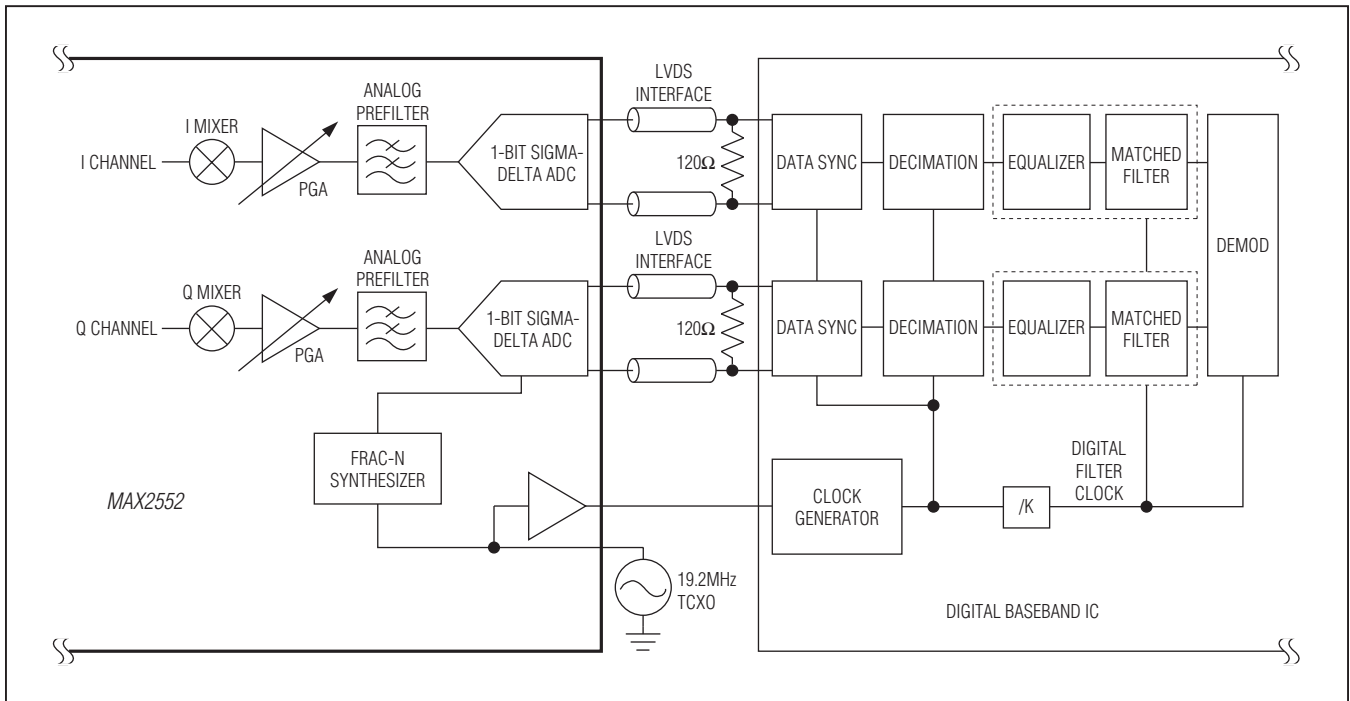 LVDS
INTERFACE
ANALOG
PREFILTER
I MIXER
I CHANNEL
PGA
1-BIT SIGMA-
DELTA ADC
120Ω
DATA SYNC
DECIMATION
EQUALIZER
MATCHED
FILTER
DEMOD
LVDS
INTERFACE
ANALOG
PREFILTER
Q MIXER
Q CHANNEL
PGA
1-BIT SIGMA-
DELTA ADC
120Ω
DATA SYNC
DECIMATION
EQUALIZER
MATCHED
FILTER
FRAC-N
SYNTHESIZER
MAX2552
CLOCK
GENERATOR
/K
DIGITAL
FILTER
CLOCK
19.2MHz
TCXO
DIGITAL BASEBAND IC